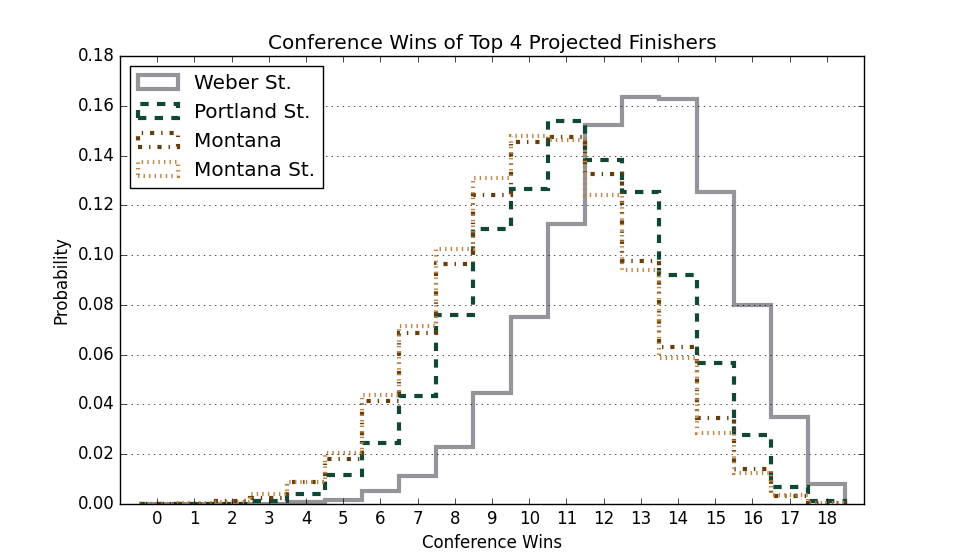 Conference Wins of Top 4 Projected Finishers
0.18
0.16
0.14
0.12
0.10
0.08
0.06
0.04
0.02
0.00
Probability
Weber St.
Portland St.
Montana
Montana St.
0 1 2 3 4 5 6 7 8 9 10 11 12 13 14 15 16 17 18
Conference Wins